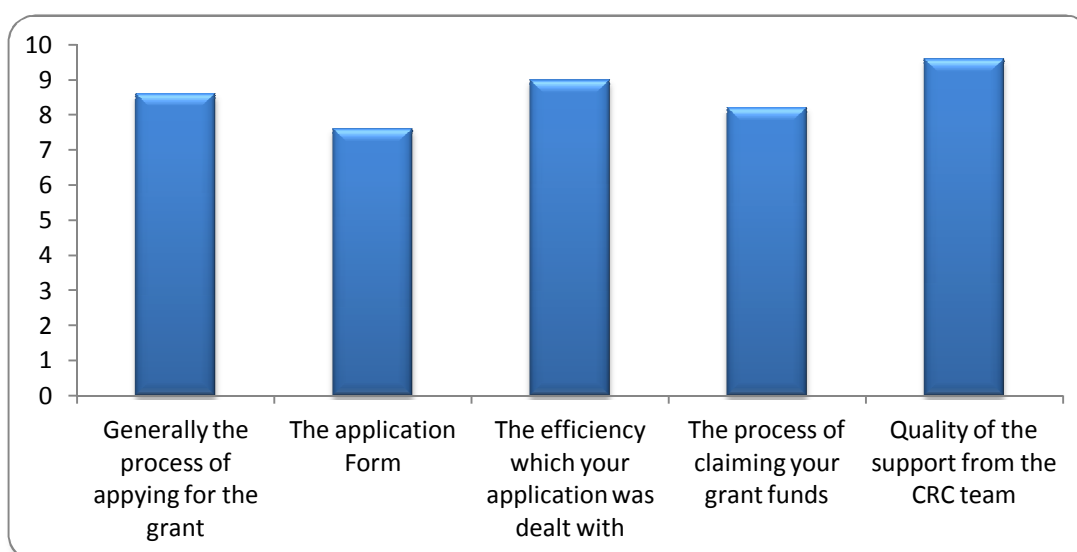 10
9
8
7
6
5
4
3
2
1
0
Generally the
process of
appying for the
grant
The application
Form
The efficiency
which your
application was
dealt with
The process of
claiming your
grant funds
Quality of the
support from the
CRC team